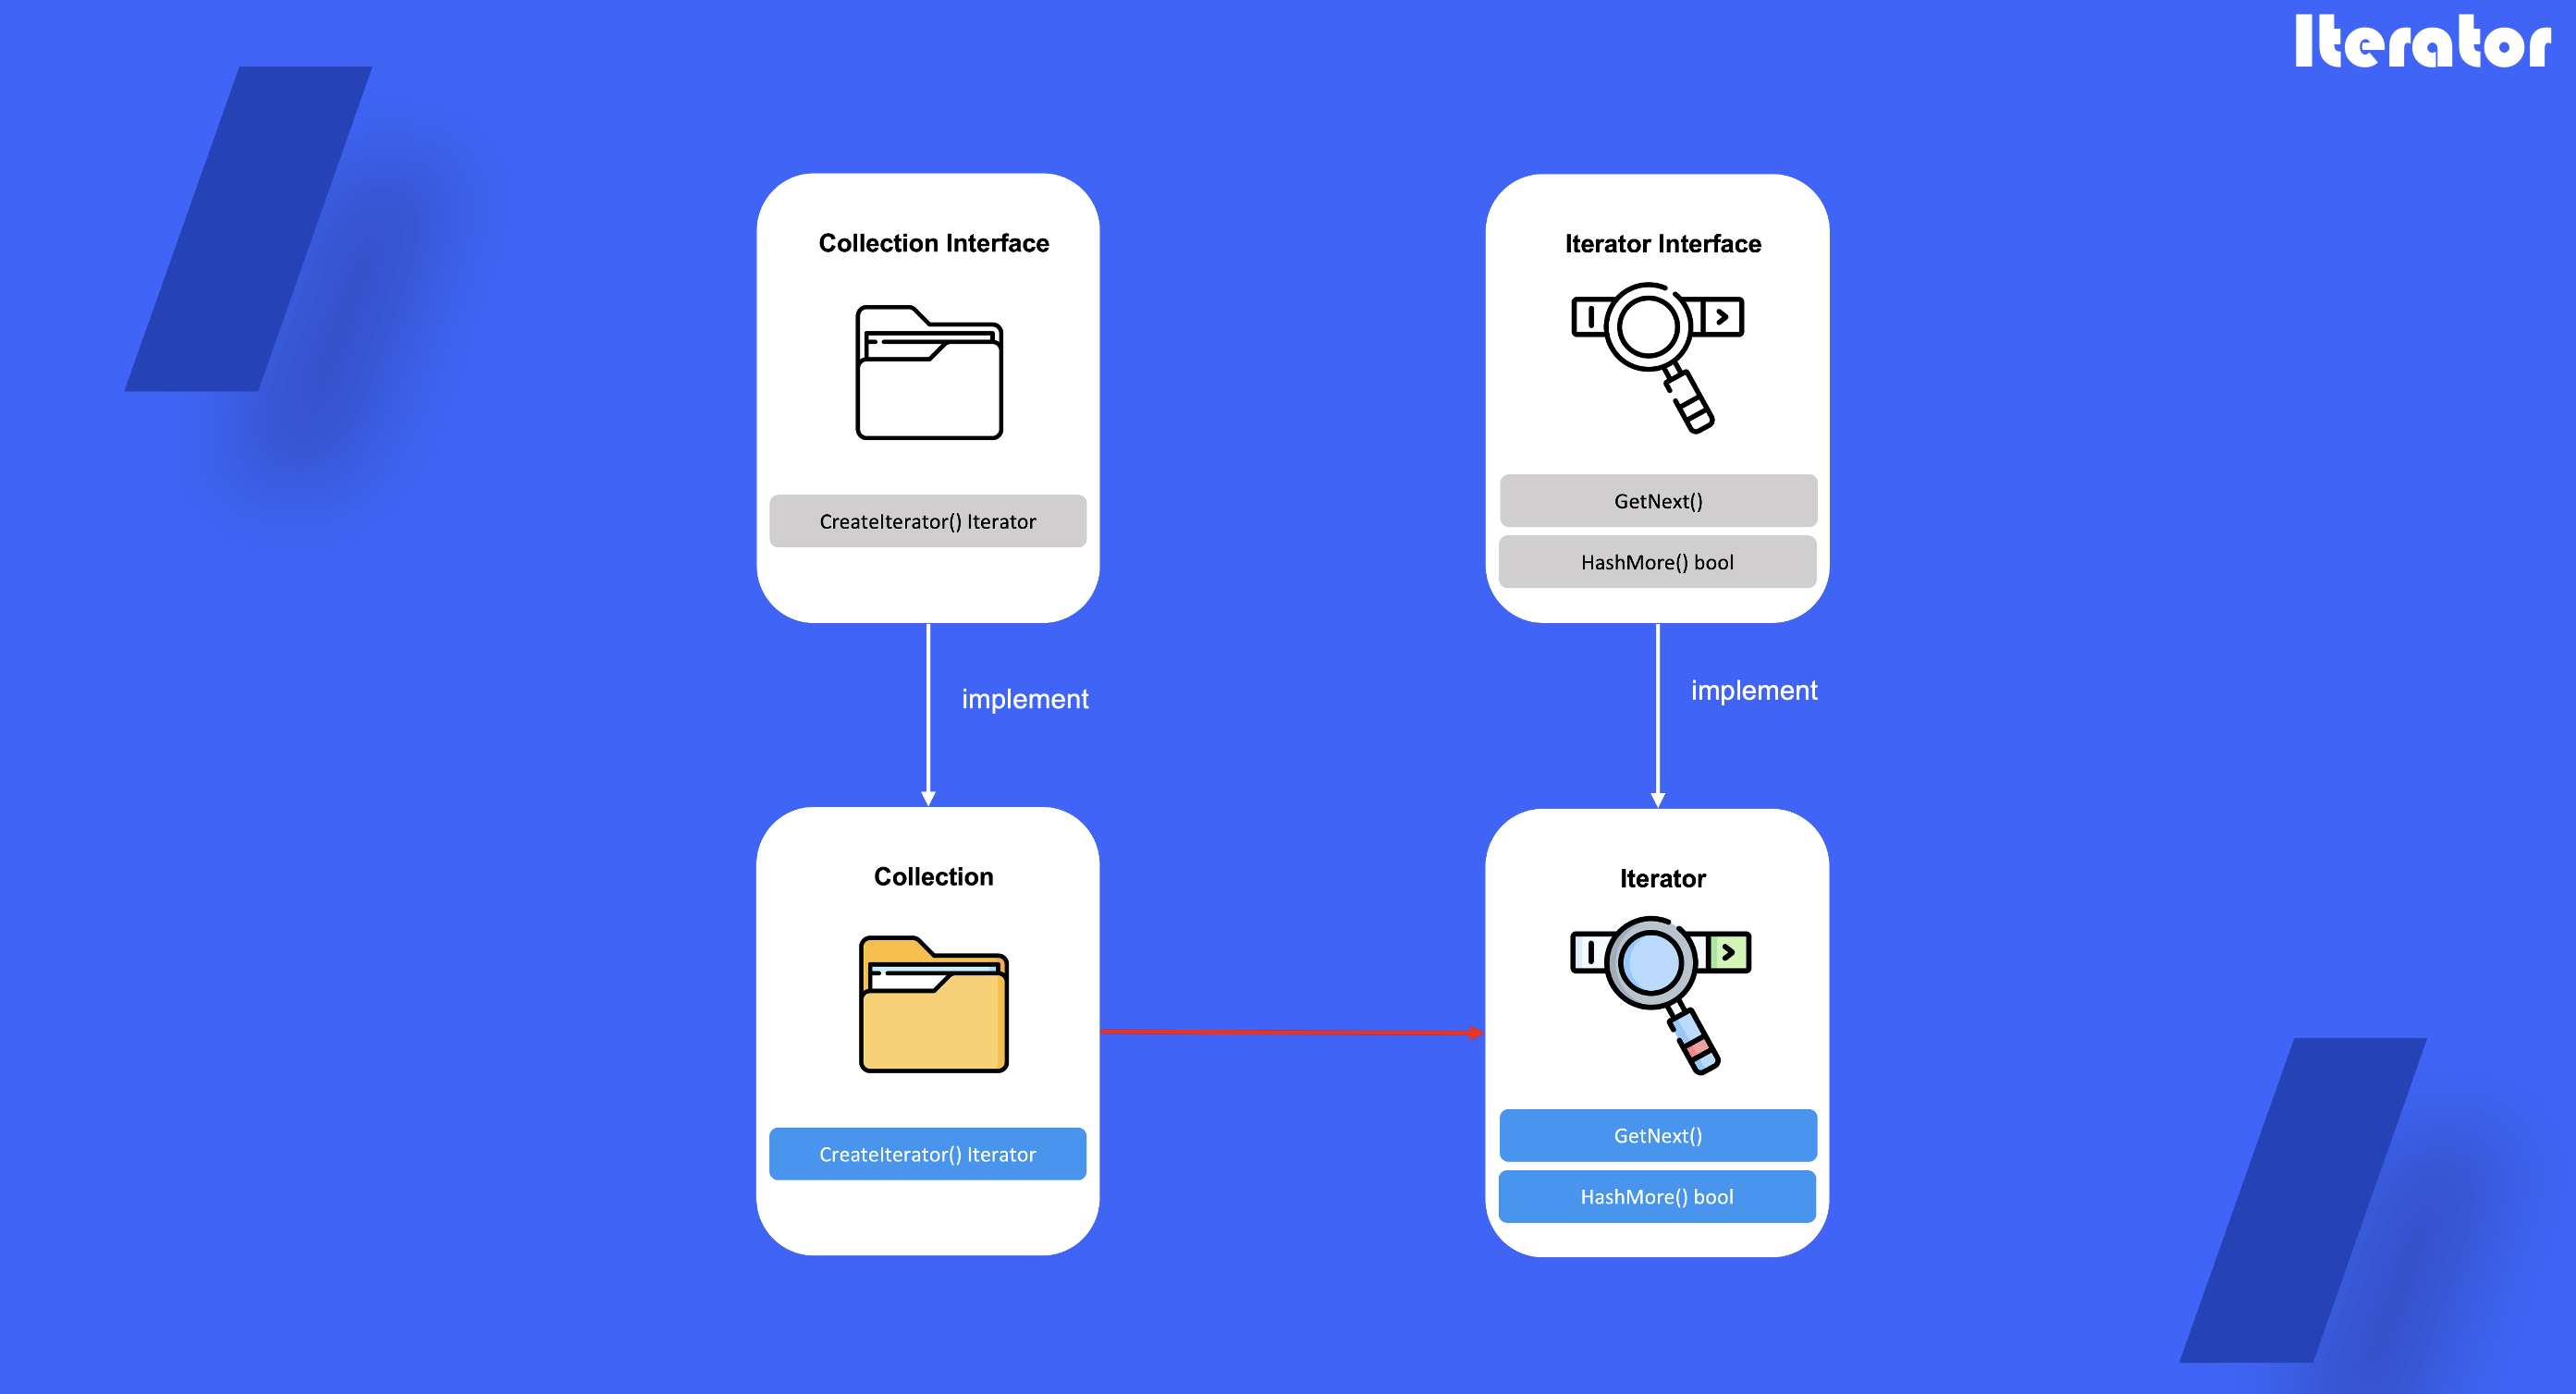 Iterator
Collection Interface
CreateIterator() Iterator
Iterator Interface
GetNext()
HashMore() bool
implement
implement
Collection
CreateIterator() Iterator
Iterator
GetNext()
HashMore() bool